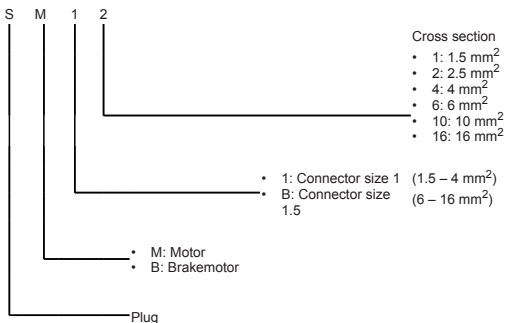 S M 1 2
Cross section
• 1: 1.5 mm²
• 2: 2.5 mm²
• 4: 4 mm²
• 6: 6 mm²
• 10: 10 mm²
• 16: 16 mm²
• 1: Connector size 1 (1.5 – 4 mm²)
• B: Connector size (6 – 16 mm²)
1.5
• M: Motor
• B: Brakemotor
Plug